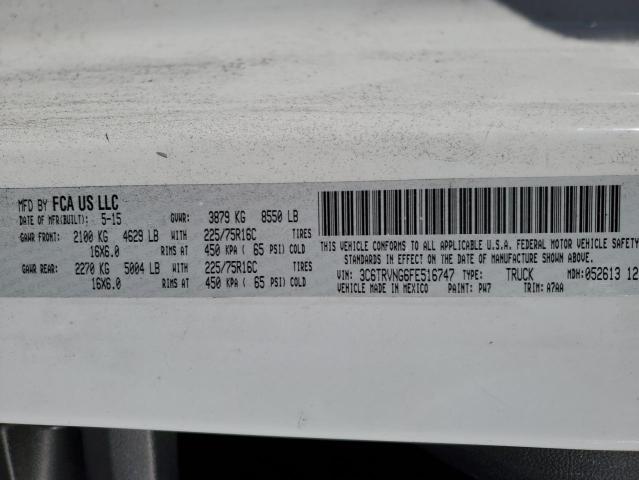 MFD BY FCA US LLC
DATE OF MFR(BUILT): 5-15 GVWR: 3879 KG 8550 LB
GAWR FRONT: 2100 KG 4629 LB WITH 225/75R16C TIRES
16X6.0 RIMS AT 450 KPA ( 65 PSI) COLD
GAWR REAR: 2270 KG 5004 LB WITH 225/75R16C TIRES
16X6.0 RIMS AT 450 KPA ( 65 PSI) COLD
THIS VEHICLE CONFORMS TO ALL APPLICABLE U.S.A. FEDERAL MOTOR VEHICLE SAFETY
STANDARDS IN EFFECT ON THE DATE OF MANUFACTURE SHOWN ABOVE.
VIN: 3C6TRVNG6FE516747 TYPE: TRUCK MDH: 052613 12
VEHICLE MADE IN MEXICO PAINT: PW7 TRIM: A7AA